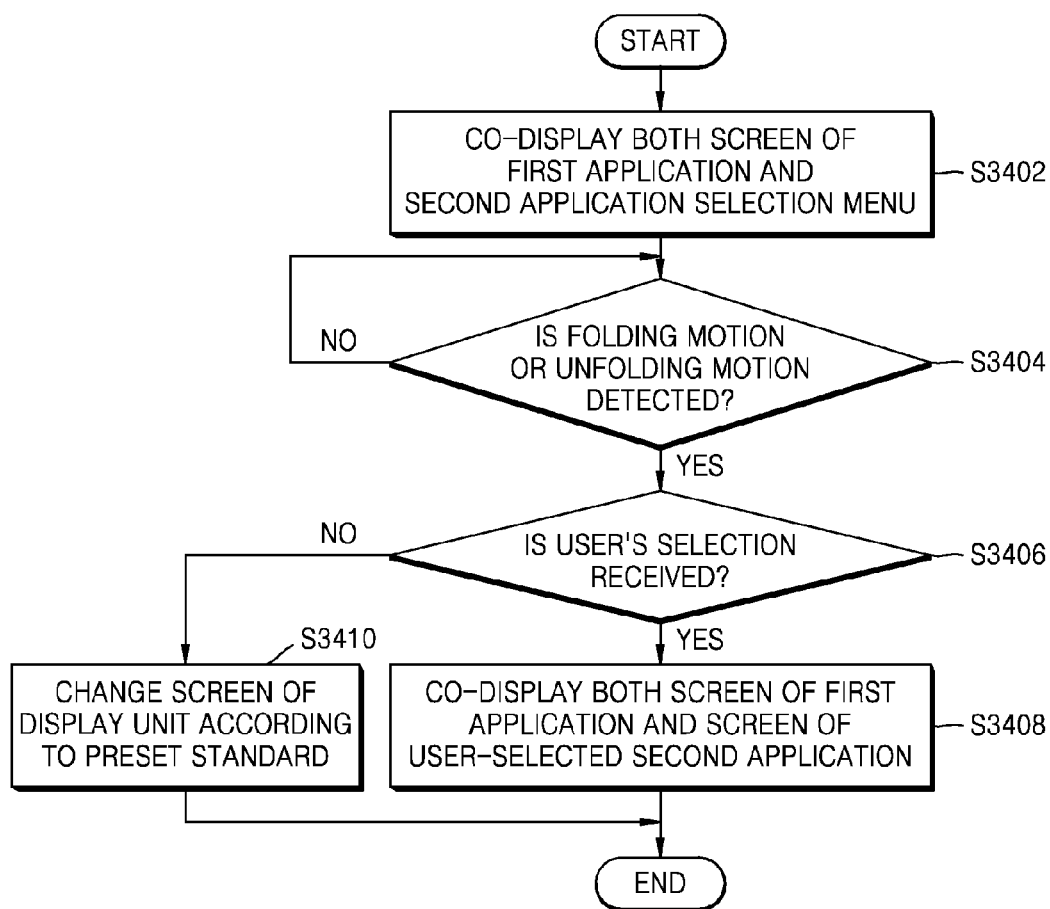 START
CO-DISPLAY BOTH SCREEN OF
FIRST APPLICATION AND
SECOND APPLICATION SELECTION MENU
S3402
NO
IS FOLDING MOTION
OR UNFOLDING MOTION
DETECTED?
S3404
YES
NO
IS USER'S SELECTION
RECEIVED?
S3406
YES
S3410
CHANGE SCREEN OF
DISPLAY UNIT ACCORDING
TO PRESET STANDARD
CO-DISPLAY BOTH SCREEN OF FIRST
APPLICATION AND SCREEN OF
USER-SELECTED SECOND APPLICATION
S3408
END